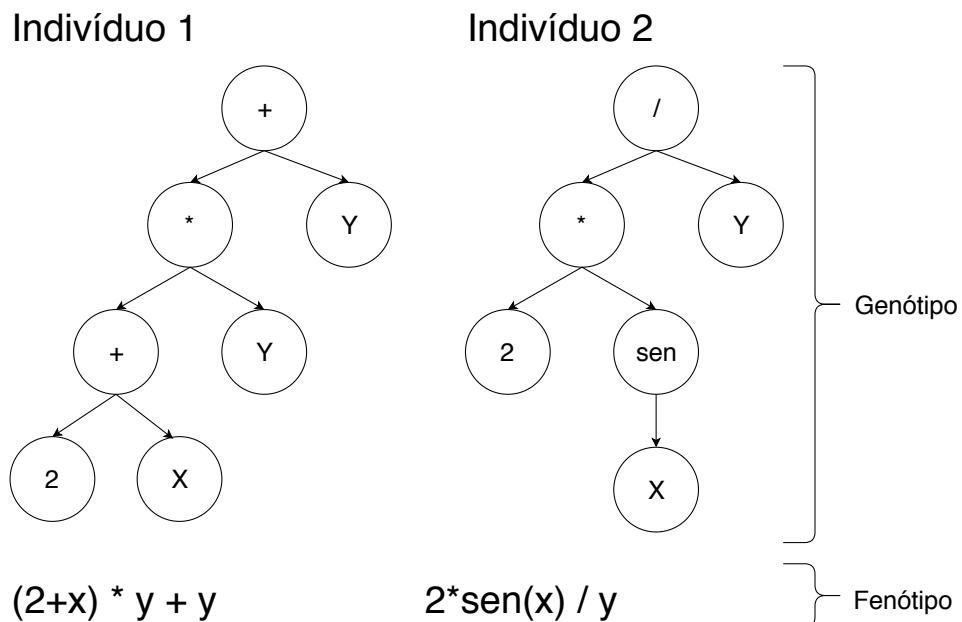 Indivíduo 1
Indivíduo 2
+
*
Y
+
Y
2
X
/
*
Y
2
sen
X
Genótipo
(2+x) * y + y
2*sen(x) / y
Fenótipo